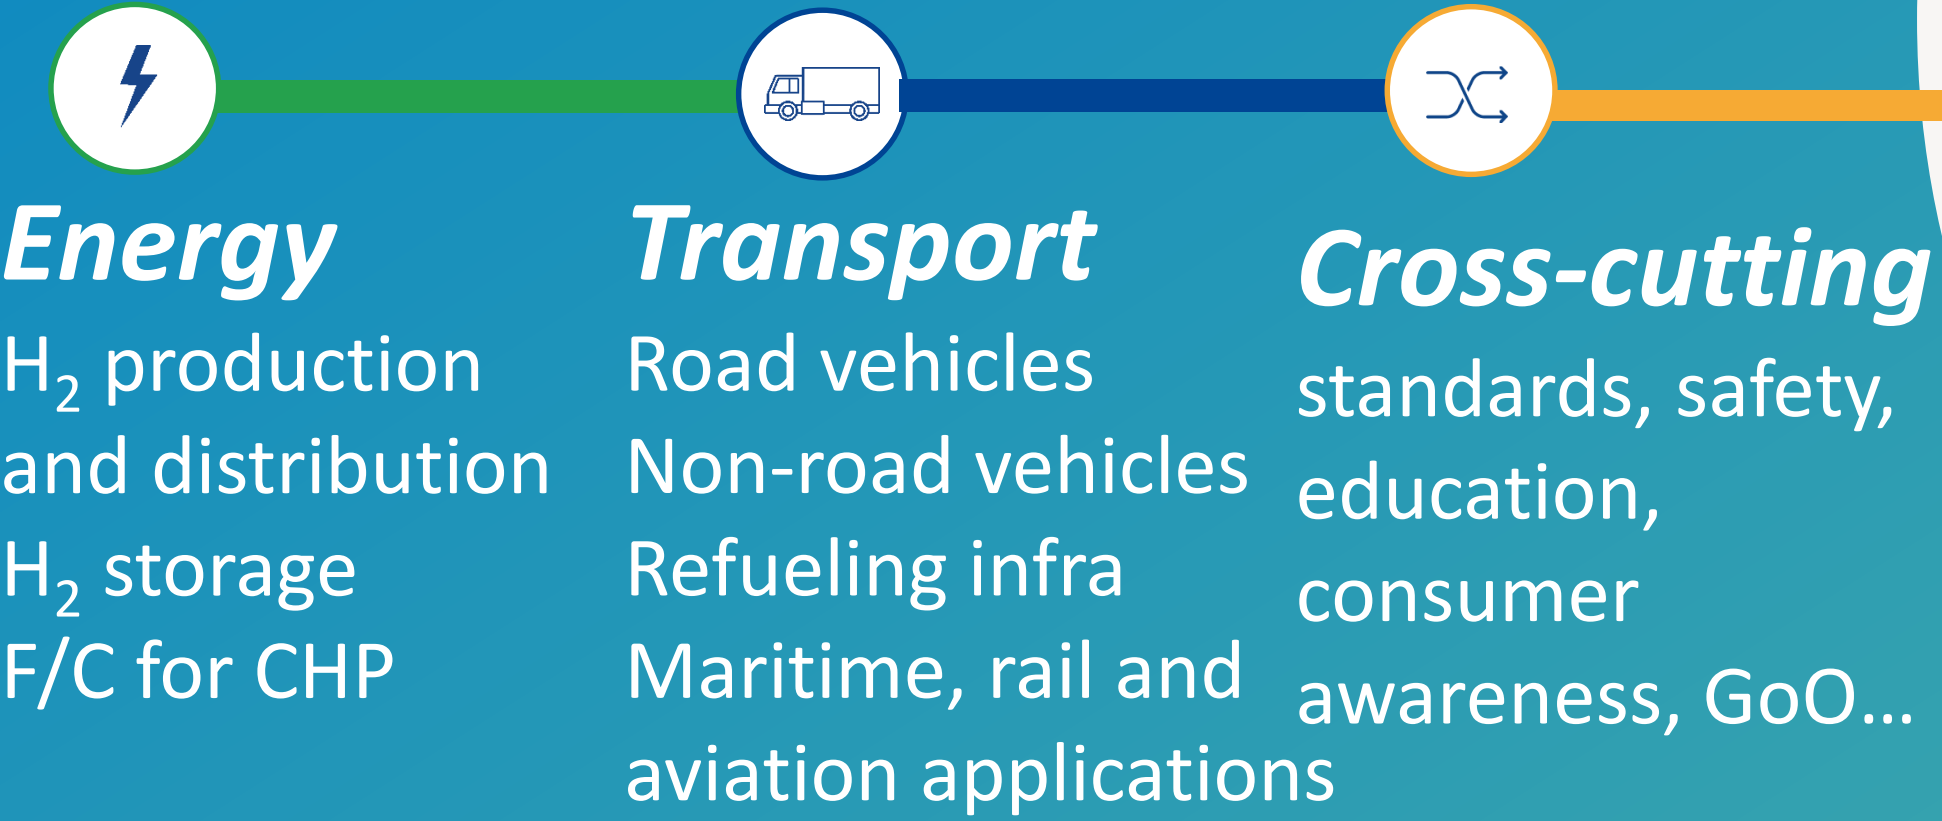 Energy
H₂ production
and distribution
H₂ storage
F/C for CHP
Transport
Road vehicles
Non-road vehicles
Refueling infra
Maritime, rail and
aviation applications
Cross-cutting
standards, safety,
education,
consumer
awareness, GoO...